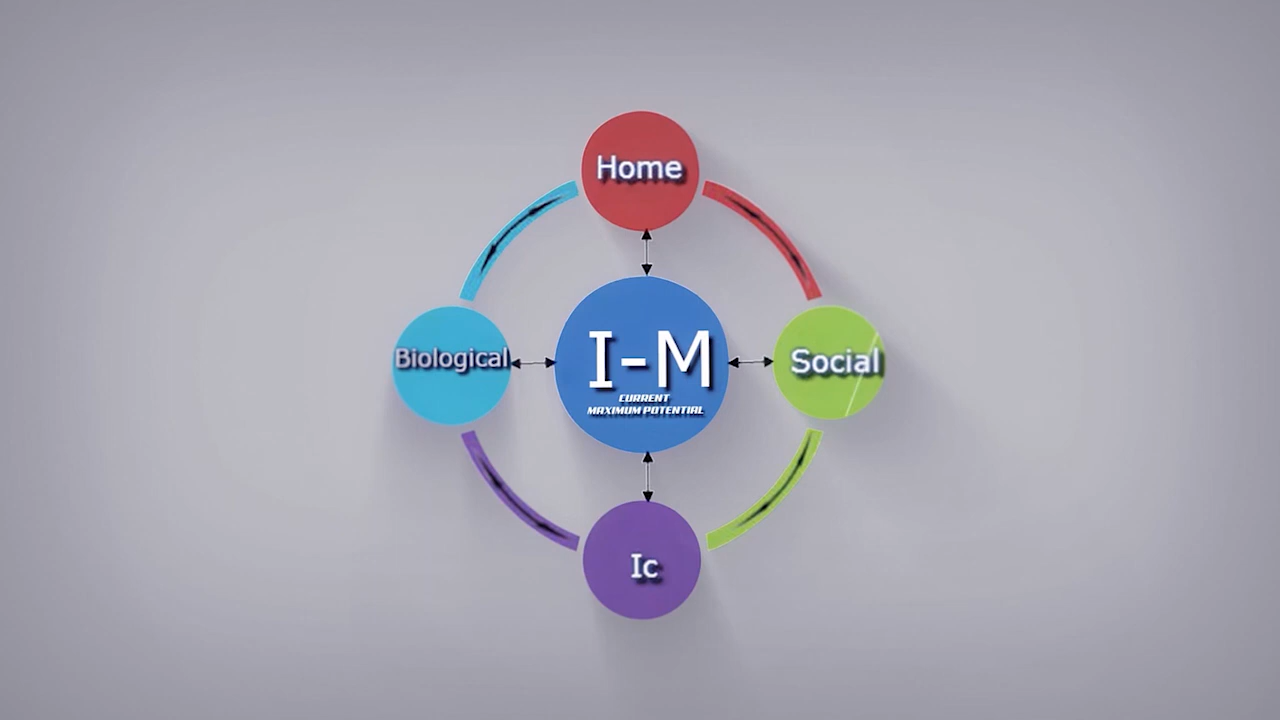 Home
Biological
I-M
CURRENT
MAXIMUM POTENTIAL
Social
Ic